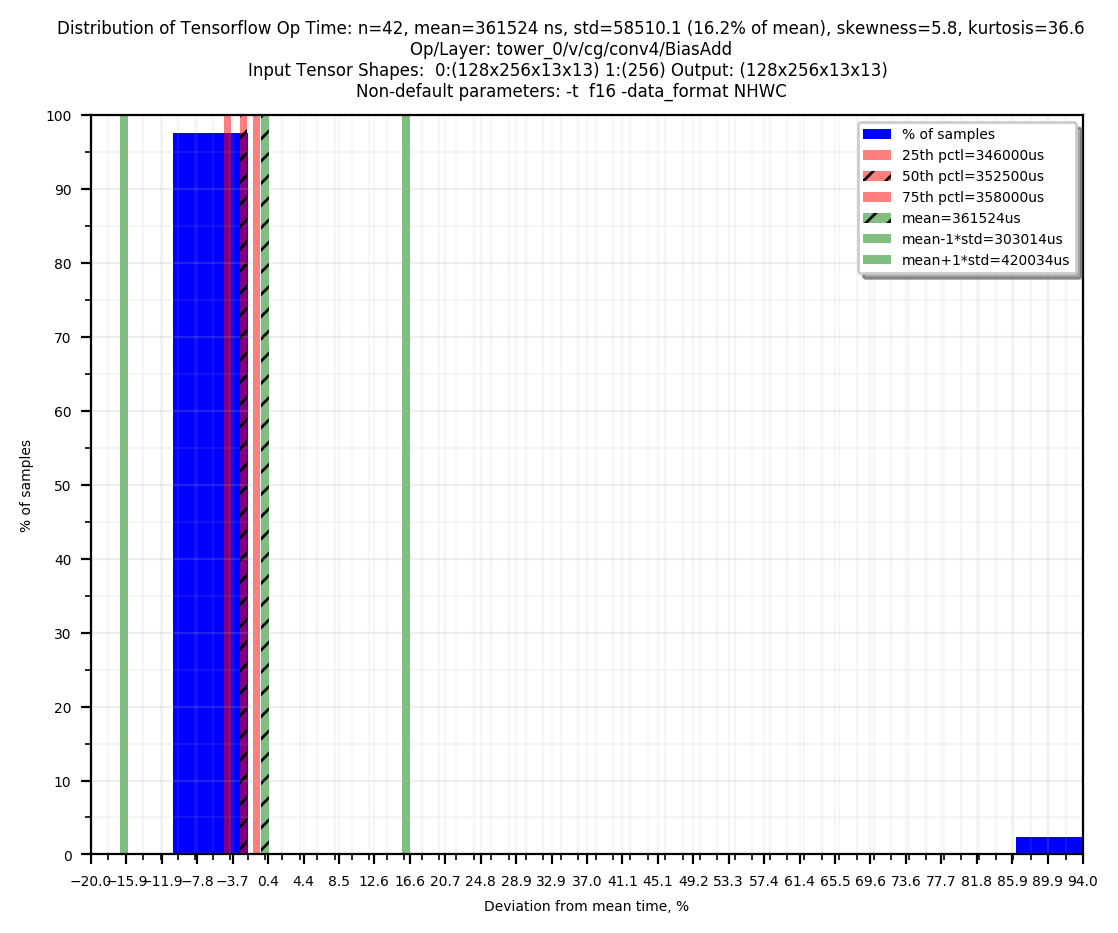 Distribution of Tensorflow Op Time: n=42, mean=361524 ns, std=58510.1 (16.2% of mean), skewness=5.8, kurtosis=36.6
Op/Layer: tower_0/v/cg/conv4/BiasAdd
Input Tensor Shapes:  0:(128x256x13x13) 1:(256) Output: (128x256x13x13)
Non-default parameters: -t  f16 -data_format NHWC
% of samples
25th pctl=346000us
50th pctl=352500us
75th pctl=358000us
mean=361524us
mean-1*std=303014us
mean+1*std=420034us
100
90
80
70
60
50
40
30
20
10
0
% of samples
−20.0 −15.9 −11.9 −7.8 −3.7 0.4 4.4 8.5 12.6 16.6 20.7 24.8 28.9 32.9 37.0 41.1 45.1 49.2 53.3 57.4 61.4 65.5 69.6 73.6 77.7 81.8 85.9 89.9 94.0
Deviation from mean time, %